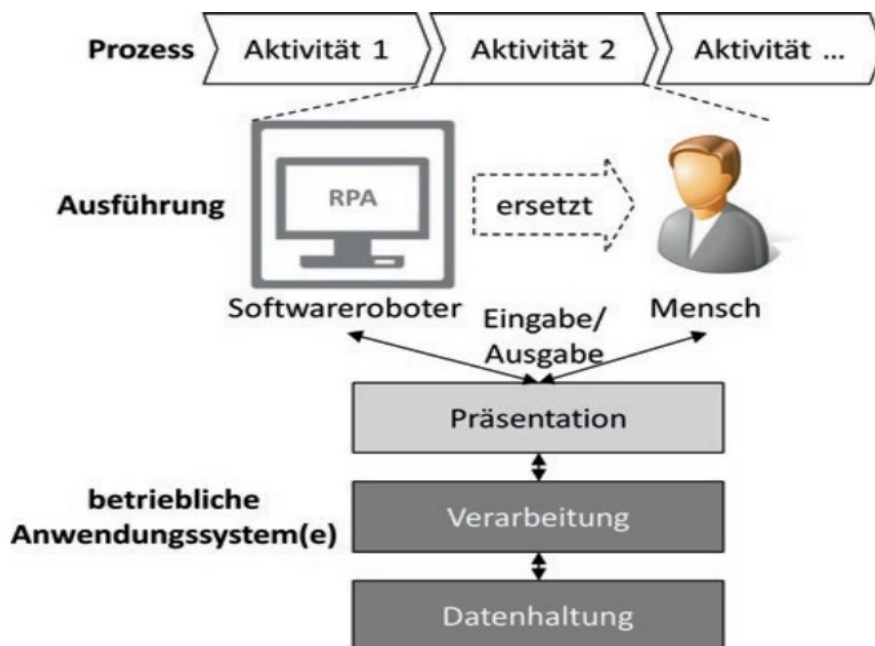 Prozess
Aktivität 1
Aktivität 2
Aktivität ...
Ausführung
RPA
ersetzt
Softwareroboter
Mensch
Eingabe/
Ausgabe
Präsentation
betriebliche
Anwendungssystem(e)
Verarbeitung
Datenhaltung